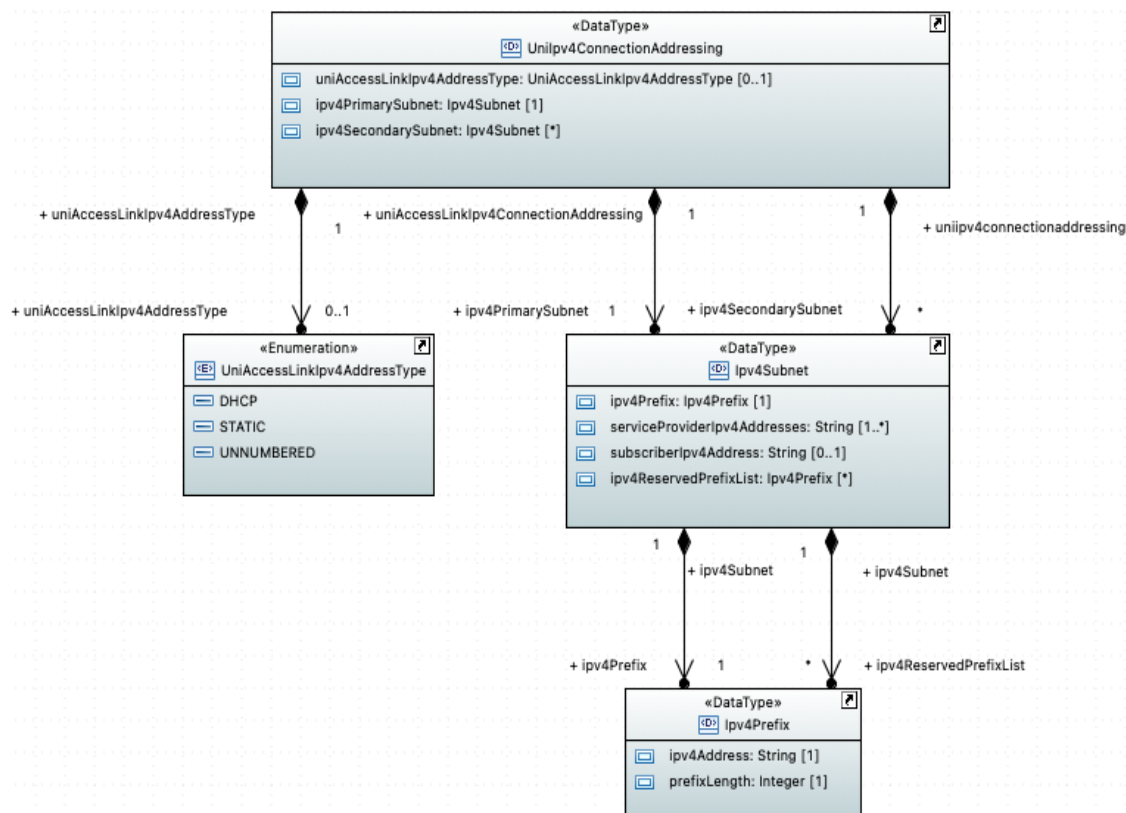 «DataType»
UniIpv4ConnectionAddressing
uniAccessLinkIpv4AddressType: UniAccessLinkIpv4AddressType [0..1]
ipv4PrimarySubnet: Ipv4Subnet [1]
ipv4SecondarySubnet: Ipv4Subnet [*]
+ uniAccessLinkIpv4AddressType
1
+ uniAccessLinkIpv4ConnectionAddressing
1
1
+ uniipv4connectionaddressing
+ uniAccessLinkIpv4AddressType
0..1
+ ipv4PrimarySubnet
1
+ ipv4SecondarySubnet
*
«Enumeration»
UniAccessLinkIpv4AddressType
DHCP
STATIC
UNNUMBERED
«DataType»
Ipv4Subnet
ipv4Prefix: Ipv4Prefix [1]
serviceProviderIpv4Addresses: String [1..*]
subscriberIpv4Address: String [0..1]
ipv4ReservedPrefixList: Ipv4Prefix [*]
1
+ ipv4Subnet
1
+ ipv4Subnet
+ ipv4Prefix
1
*
+ ipv4ReservedPrefixList
«DataType»
Ipv4Prefix
ipv4Address: String [1]
prefixLength: Integer [1]